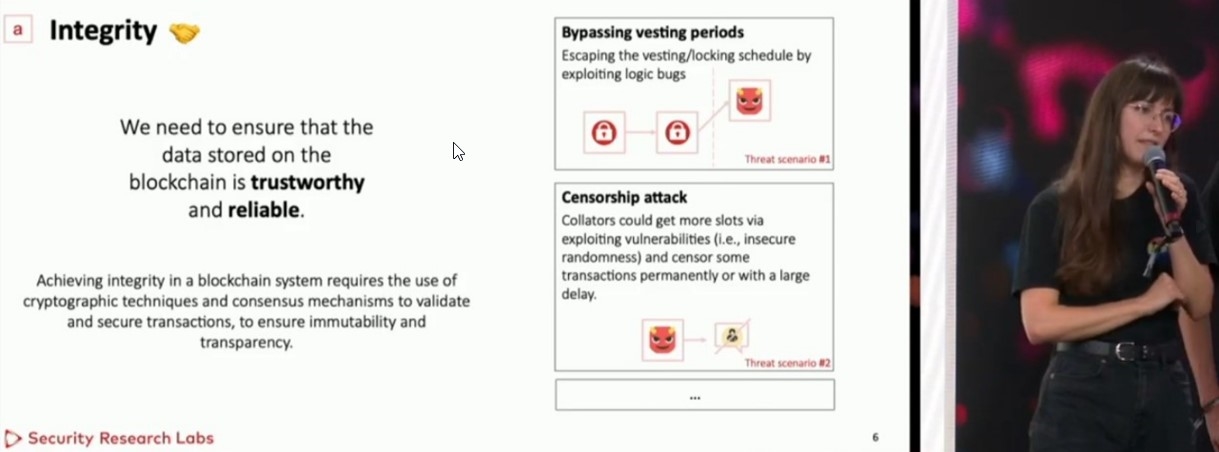 a
Integrity
We need to ensure that the
data stored on the
blockchain is trustworthy
and reliable.
Achieving integrity in a blockchain system requires the use of
cryptographic techniques and consensus mechanisms to validate
and secure transactions, to ensure immutability and
transparency.
Bypassing vesting periods
Escaping the vesting/locking schedule by
exploiting logic bugs
Threat scenario #1
Censorship attack
Collators could get more slots via
exploiting vulnerabilities (i.e., insecure
randomness) and censor some
transactions permanently or with a large
delay.
Threat scenario #2
...
Security Research Labs
6